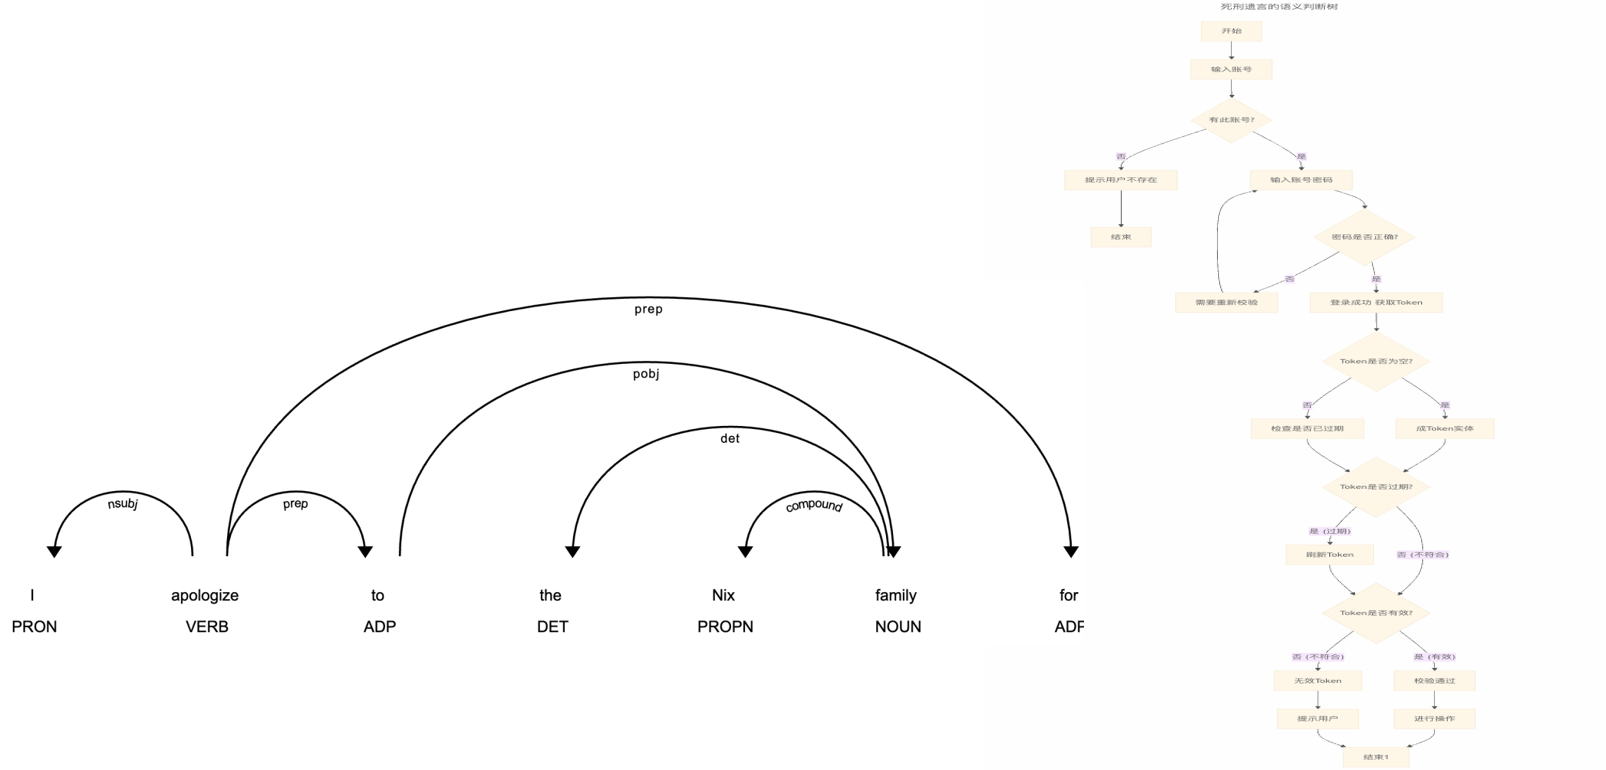 prep
pobj
det
nsubj
prep
compound
I apologize to the Nix family for
PRON VERB ADP DET PROPN NOUN ADP
死刑遗言的语义判断树
开始
输入账号
有此账号?
否 是
提示用户不存在 输入账号密码
结束 密码是否正确?
否 是
需要重新校验 登录成功 获取Token
Token是否为空?
否 是
检查是否已过期 成Token实体
Token是否过期?
是 (过期)
刷新Token 否 (不符合)
Token是否有效?
否 (不符合) 是 (有效)
无效Token 校验通过
提示用户 进行操作
结束1